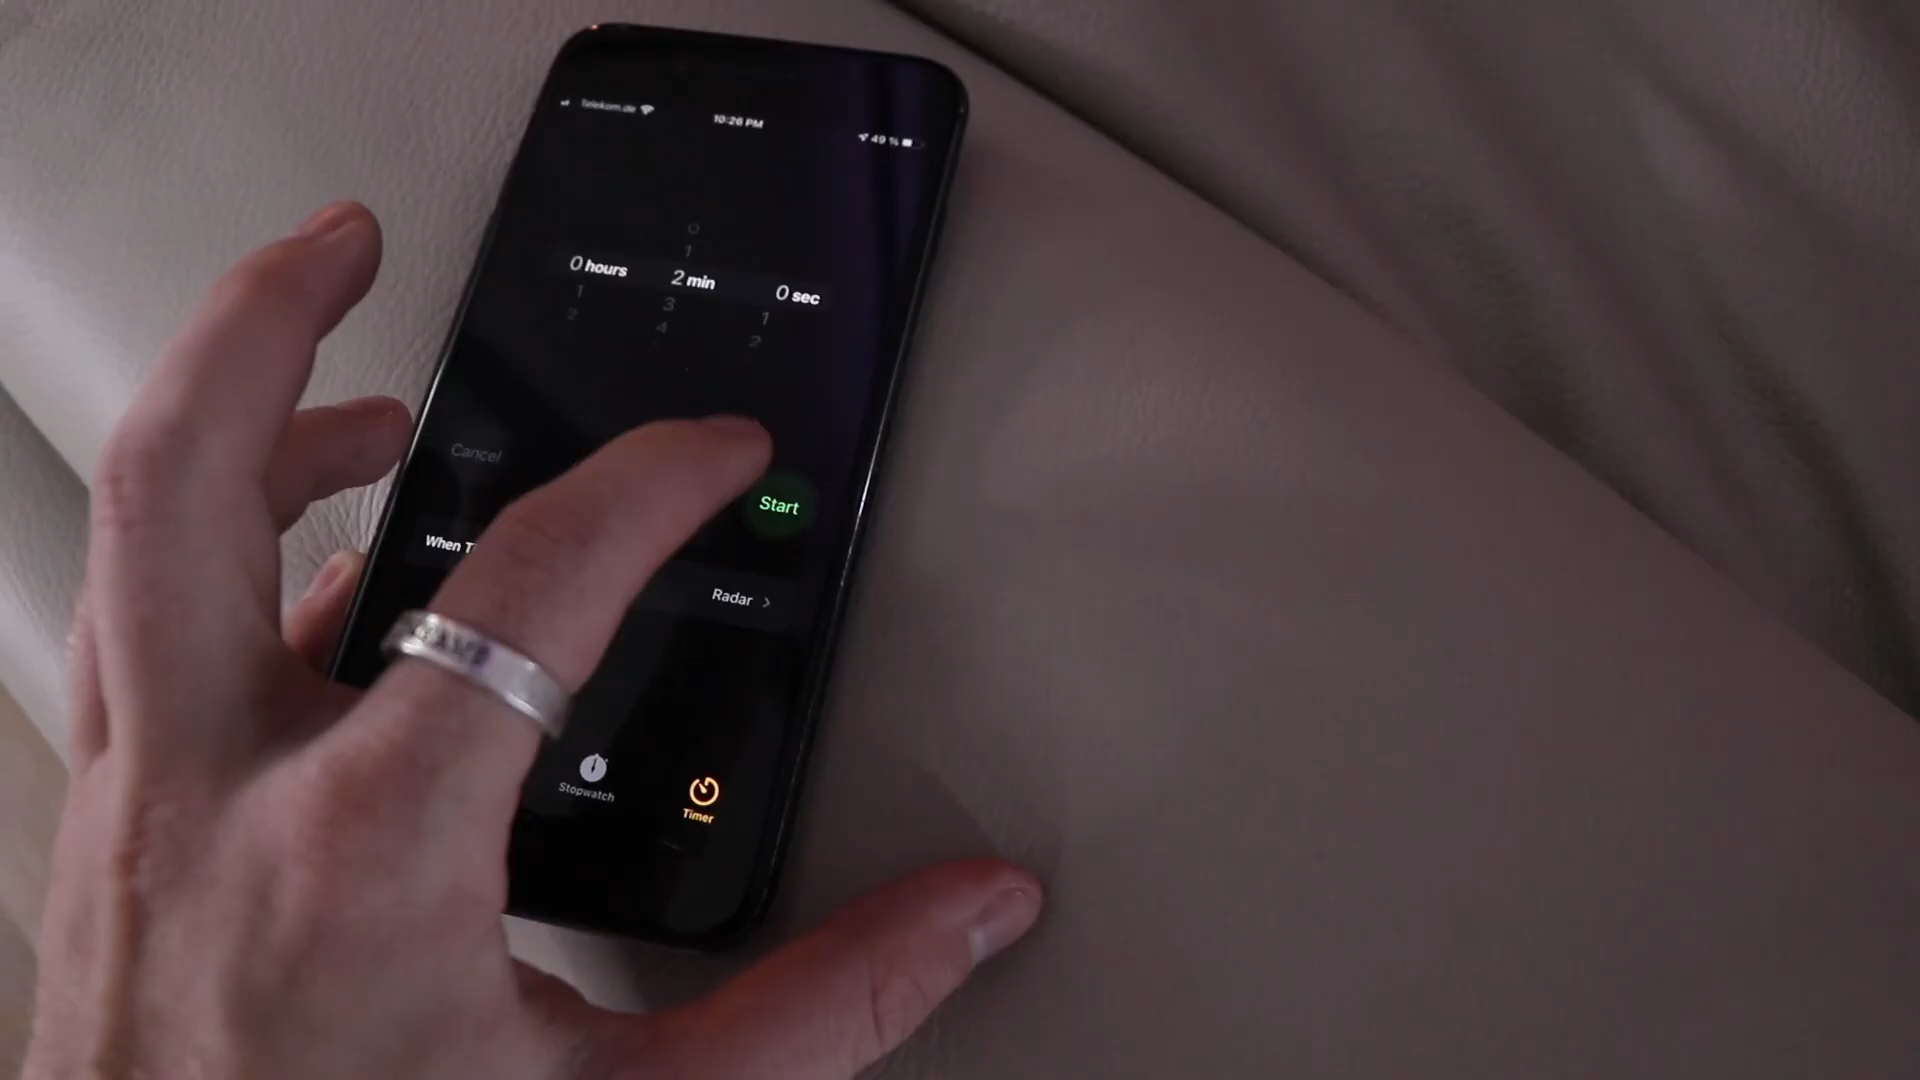 Telekom.de 10:26 PM 49 %
0
1
0 hours 2 min 0 sec
1 3 1
2 4 2
Cancel Start
When Radar
Stopwatch Timer